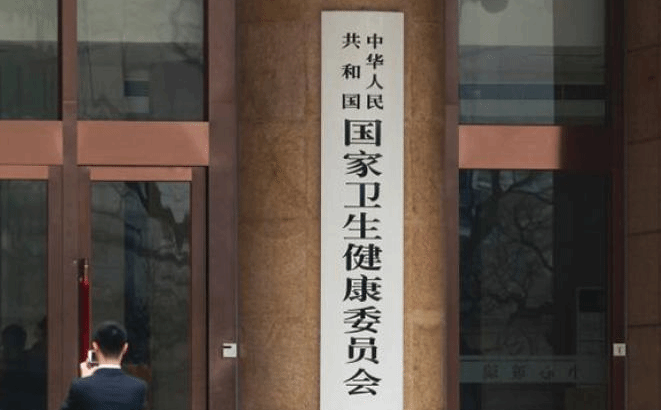 中华人民
共和国
国家卫生健康委员会